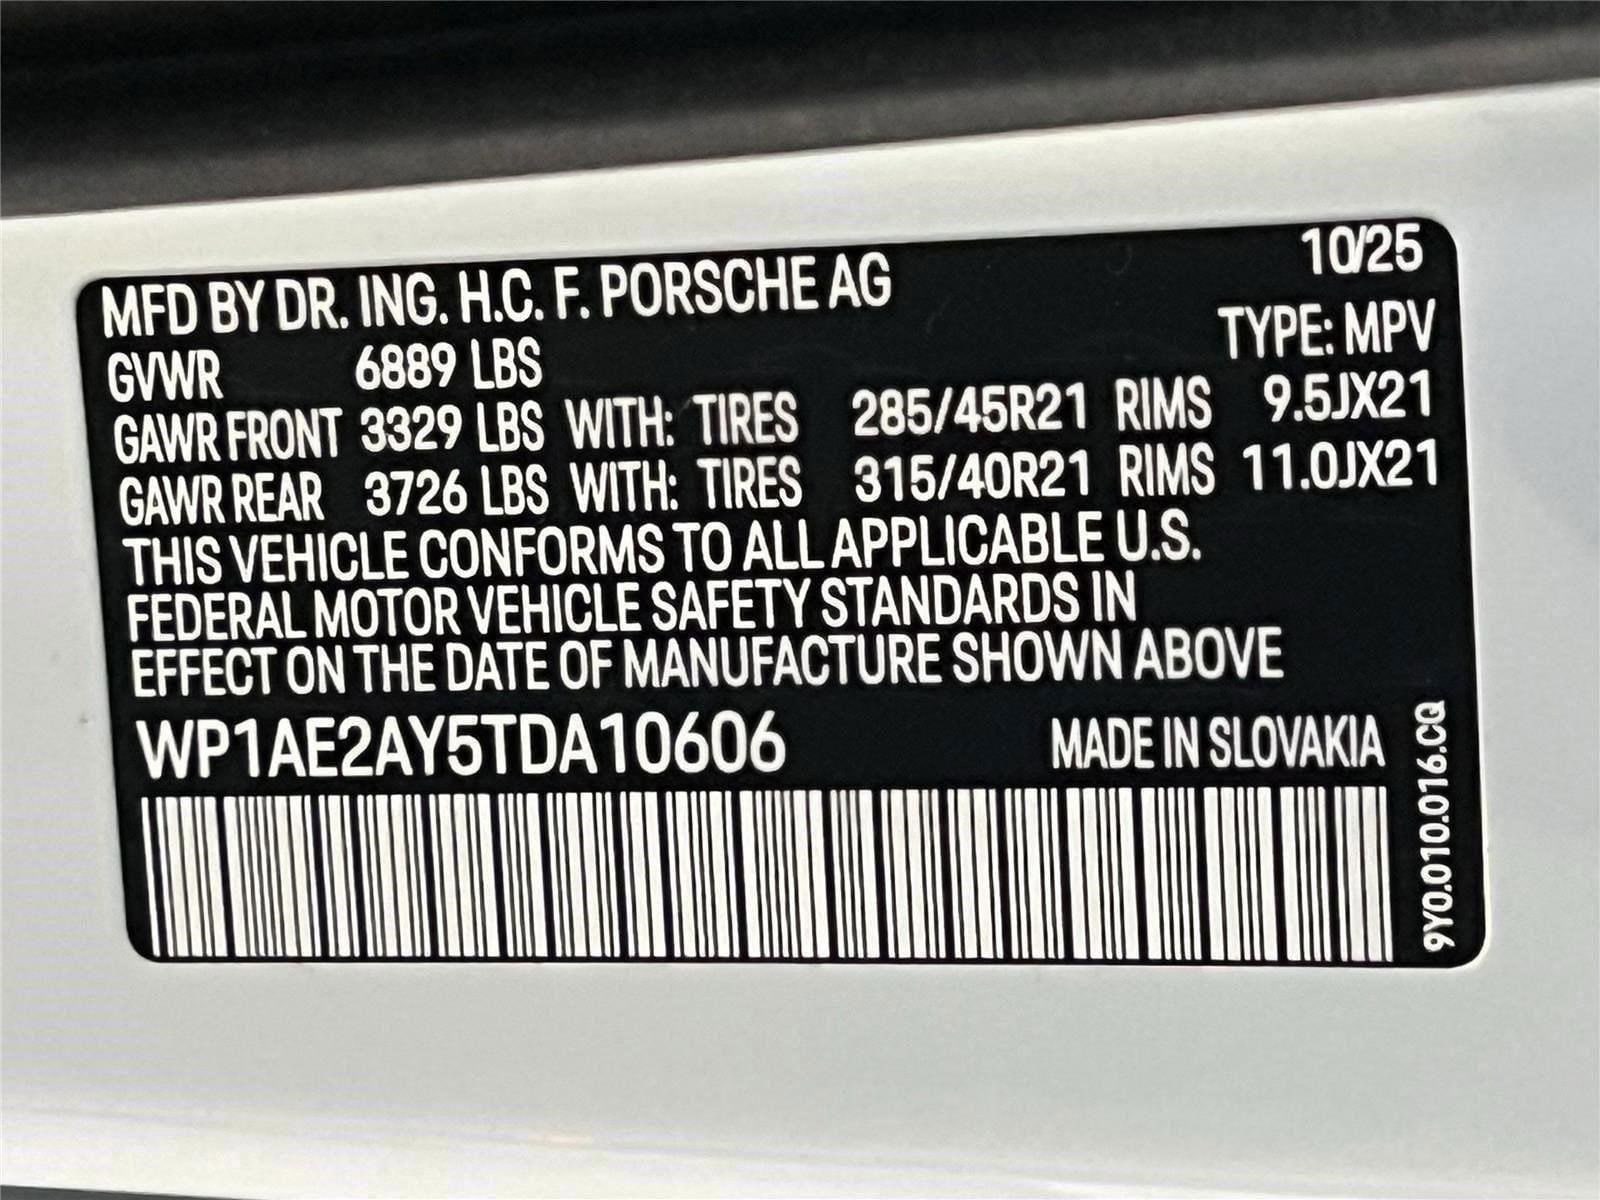 10/25
MFD BY DR. ING. H.C. F. PORSCHE AG
TYPE: MPV
GVWR 6889 LBS
GAWR FRONT 3329 LBS WITH: TIRES 285/45R21 RIMS 9.5JX21
GAWR REAR 3726 LBS WITH: TIRES 315/40R21 RIMS 11.0JX21
THIS VEHICLE CONFORMS TO ALL APPLICABLE U.S.
FEDERAL MOTOR VEHICLE SAFETY STANDARDS IN
EFFECT ON THE DATE OF MANUFACTURE SHOWN ABOVE
WP1AE2AY5TDA10606 MADE IN SLOVAKIA
9Y0.010.016.CQ